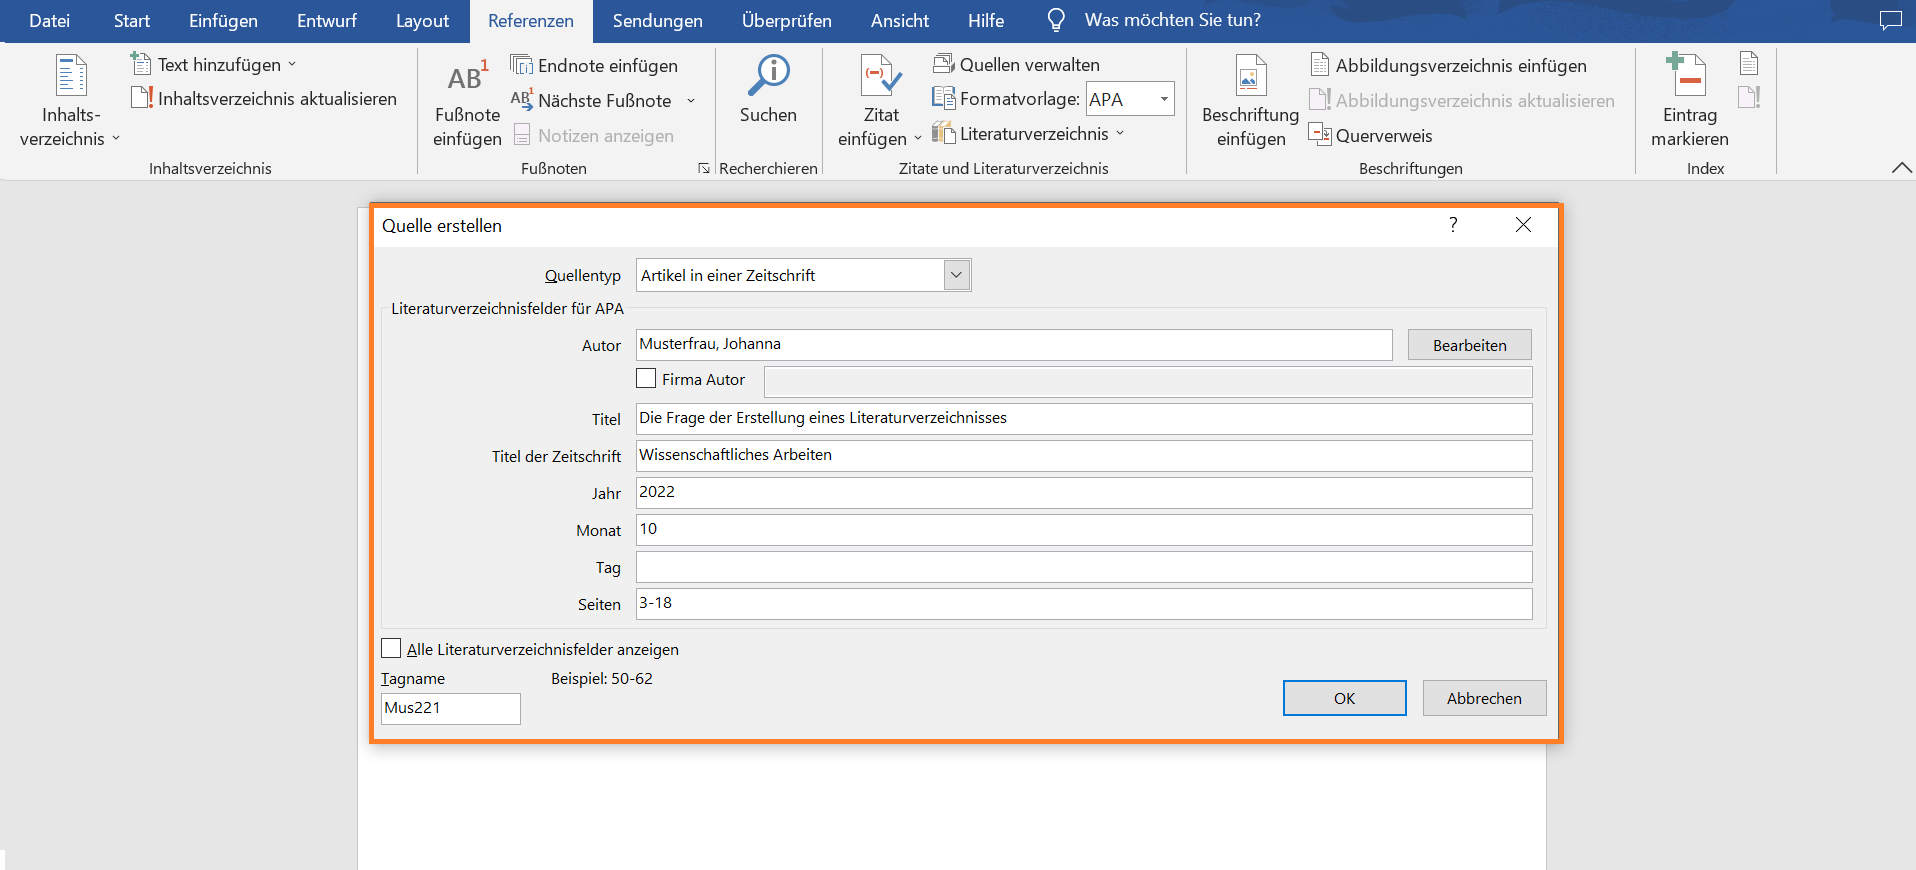 Datei Start Einfügen Entwurf Layout Referenzen Sendungen Überprüfen Ansicht Hilfe Was möchten Sie tun?
Inhalts-
verzeichnis
Text hinzufügen
Inhaltsverzeichnis aktualisieren
Inhaltsverzeichnis
AB1
Fußnote
einfügen
Endnote einfügen
Nächste Fußnote
Notizen anzeigen
Fußnoten
Suchen
Recherchieren
Zitat
einfügen
Quellen verwalten
Formatvorlage: APA
Literaturverzeichnis
Zitate und Literaturverzeichnis
Beschriftung
einfügen
Abbildungsverzeichnis einfügen
Abbildungsverzeichnis aktualisieren
Querverweis
Beschriftungen
Eintrag
markieren
Index
Quelle erstellen ?
Quellentyp Artikel in einer Zeitschrift
Literaturverzeichnisfelder für APA
Autor Musterfrau, Johanna Bearbeiten
Firma Autor
Titel Die Frage der Erstellung eines Literaturverzeichnisses
Titel der Zeitschrift Wissenschaftliches Arbeiten
Jahr 2022
Monat 10
Tag
Seiten 3-18
Alle Literaturverzeichnisfelder anzeigen
Tagname Beispiel: 50-62
Mus221
OK Abbrechen